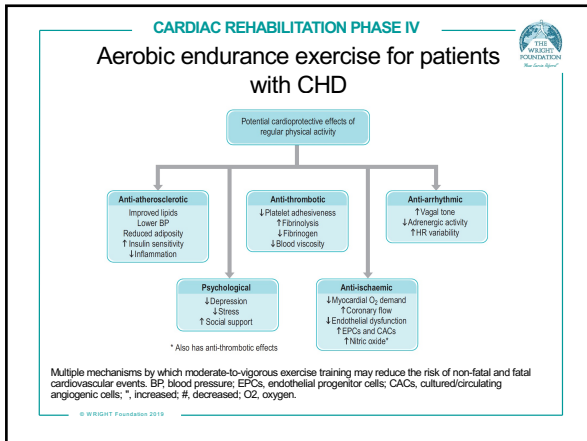 CARDIAC REHABILITATION PHASE IV
THE
WRIGHT
FOUNDATION
Aerobic endurance exercise for patients
with CHD
Potential cardioprotective effects of
regular physical activity
Anti-atherosclerotic
Improved lipids
Lower BP
Reduced adiposity
↑ Insulin sensitivity
↓Inflammation
Anti-thrombotic
↓Platelet adhesiveness
↑Fibrinolysis
↓Fibrinogen
↓Blood viscosity
Anti-arrhythmic
↑Vagal tone
↓Adrenergic activity
↑HR variability
Psychological
↓Depression
↓Stress
↑ Social support
Anti-ischaemic
↓Myocardial O₂ demand
↑ Coronary flow
↓Endothelial dysfunction
↑ EPCs and CACs
↑Nitric oxide*
* Also has anti-thrombotic effects
Multiple mechanisms by which moderate-to-vigorous exercise training may reduce the risk of non-fatal and fatal
cardiovascular events. BP, blood pressure; EPCs, endothelial progenitor cells; CACs, cultured/circulating
angiogenic cells; ", increased; #, decreased; O2, oxygen.
© WRIGHT Foundation 2019